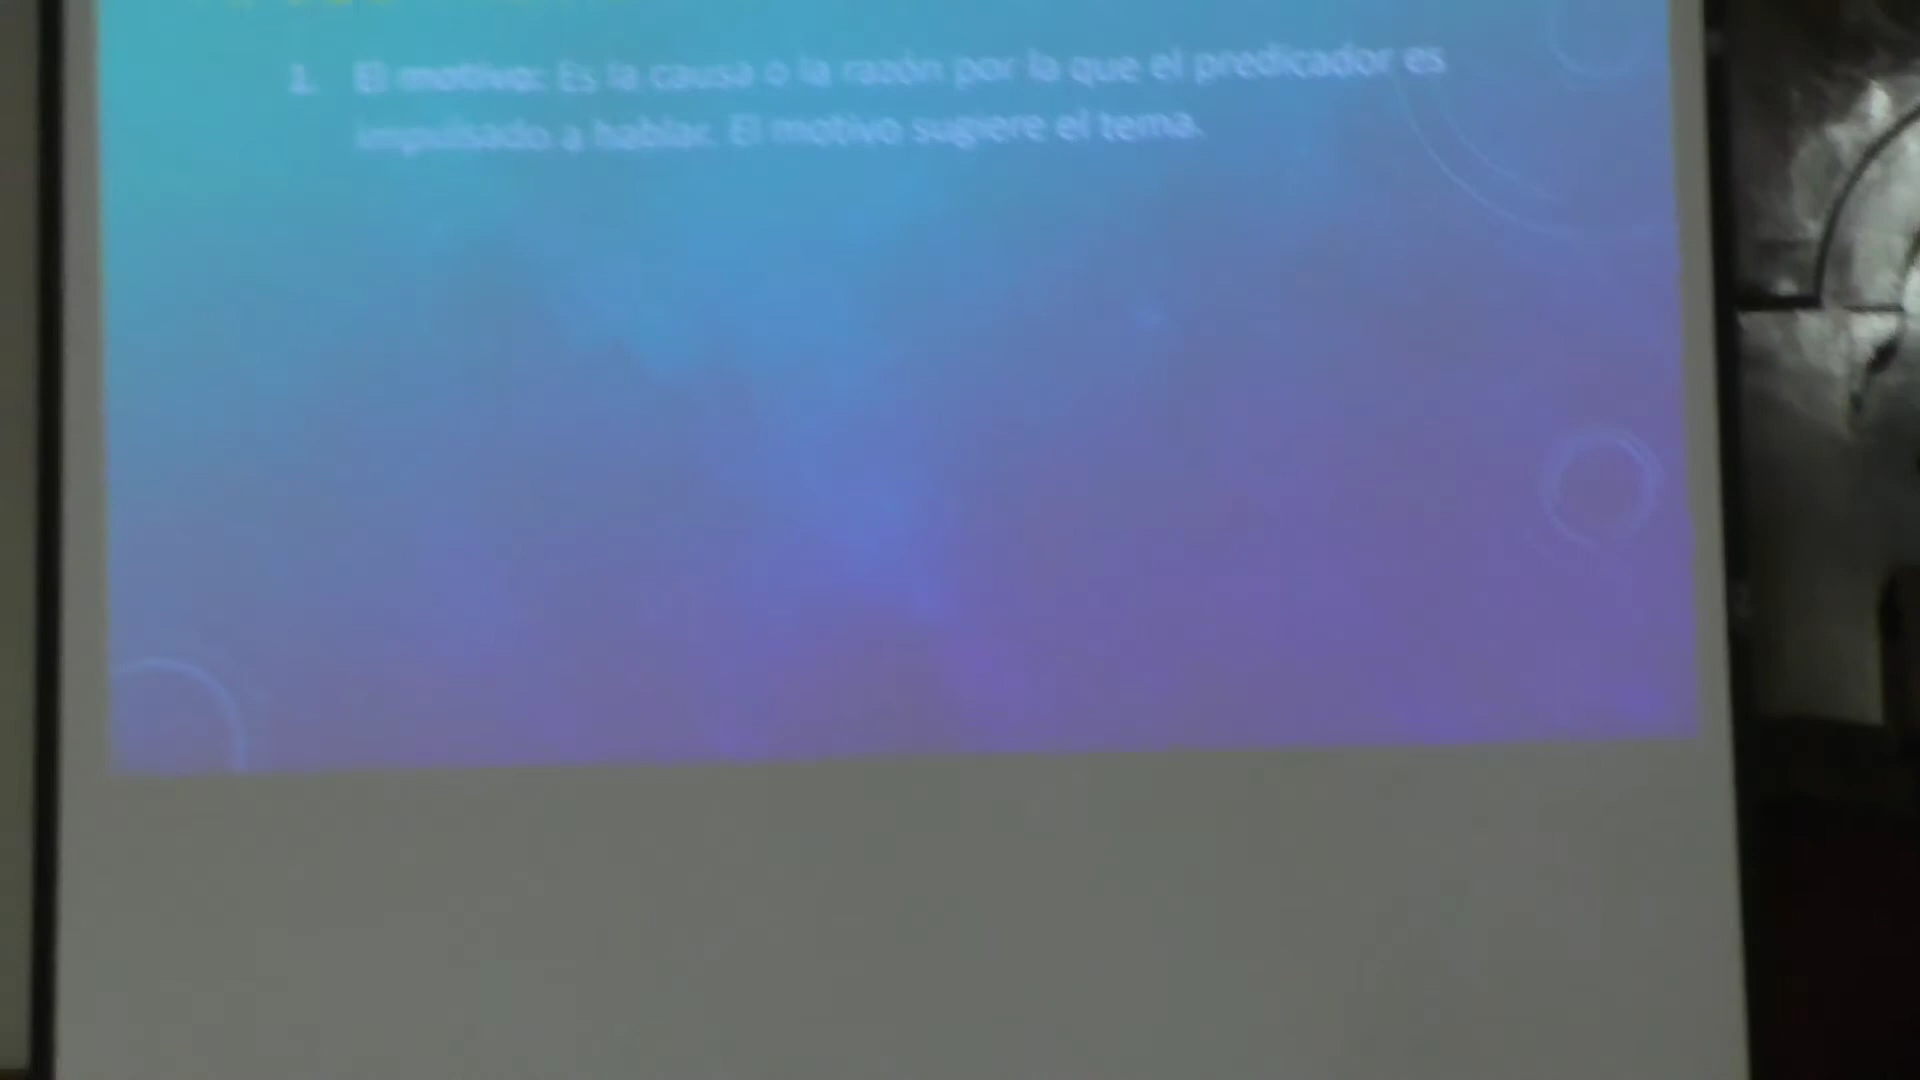 1. El motivo: Es la causa o la razón por la que el predicador es
impulsado a hablar. El motivo sugiere el tema.